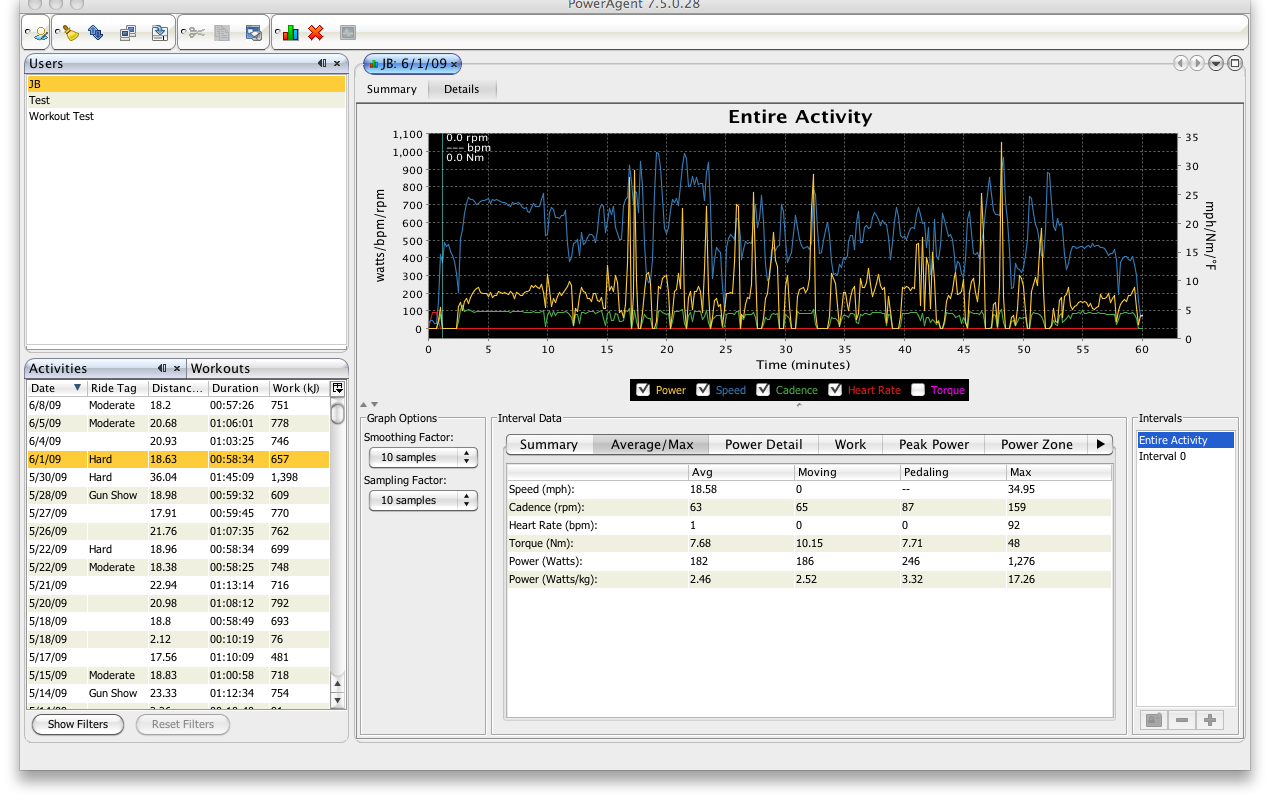 PowerAgent 7.5.0.28
Users
JB
Test
Workout Test
Activities Workouts
Date Ride Tag Distanc... Duration Work (kJ)
6/8/09 Moderate 18.2 00:57:26 751
6/5/09 Moderate 20.68 01:06:01 778
6/4/09 20.93 01:03:25 746
6/1/09 Hard 18.63 00:58:34 657
5/30/09 Hard 36.04 01:45:09 1,398
5/28/09 Gun Show 18.98 00:59:32 609
5/27/09 17.91 00:59:45 770
5/26/09 21.76 01:07:35 762
5/22/09 Hard 18.96 00:58:34 699
5/22/09 Moderate 18.38 00:58:25 748
5/21/09 22.94 01:13:14 716
5/20/09 20.98 01:08:12 792
5/18/09 18.8 00:58:49 693
5/18/09 2.12 00:10:19 76
5/17/09 17.56 01:10:09 481
5/15/09 Moderate 18.83 01:00:58 718
5/14/09 Gun Show 23.33 01:12:34 754
Show Filters Reset Filters
JB: 6/1/09
Summary Details
Entire Activity
0.0 rpm
--- bpm
0.0 Nm
watts/bpm/rpm
1,100
1,000
900
800
700
600
500
400
300
200
100
0
mph/Nm/°F
35
30
25
20
15
10
5
0
0 5 10 15 20 25 30 35 40 45 50 55 60
Time (minutes)
Power Speed Cadence Heart Rate Torque
Graph Options
Smoothing Factor:
10 samples
Sampling Factor:
10 samples
Interval Data
Summary Average/Max Power Detail Work Peak Power Power Zone
Avg Moving Pedaling Max
Speed (mph): 18.58 0 -- 34.95
Cadence (rpm): 63 65 87 159
Heart Rate (bpm): 1 0 0 92
Torque (Nm): 7.68 10.15 7.71 48
Power (Watts): 182 186 246 1,276
Power (Watts/kg): 2.46 2.52 3.32 17.26
Intervals
Entire Activity
Interval 0